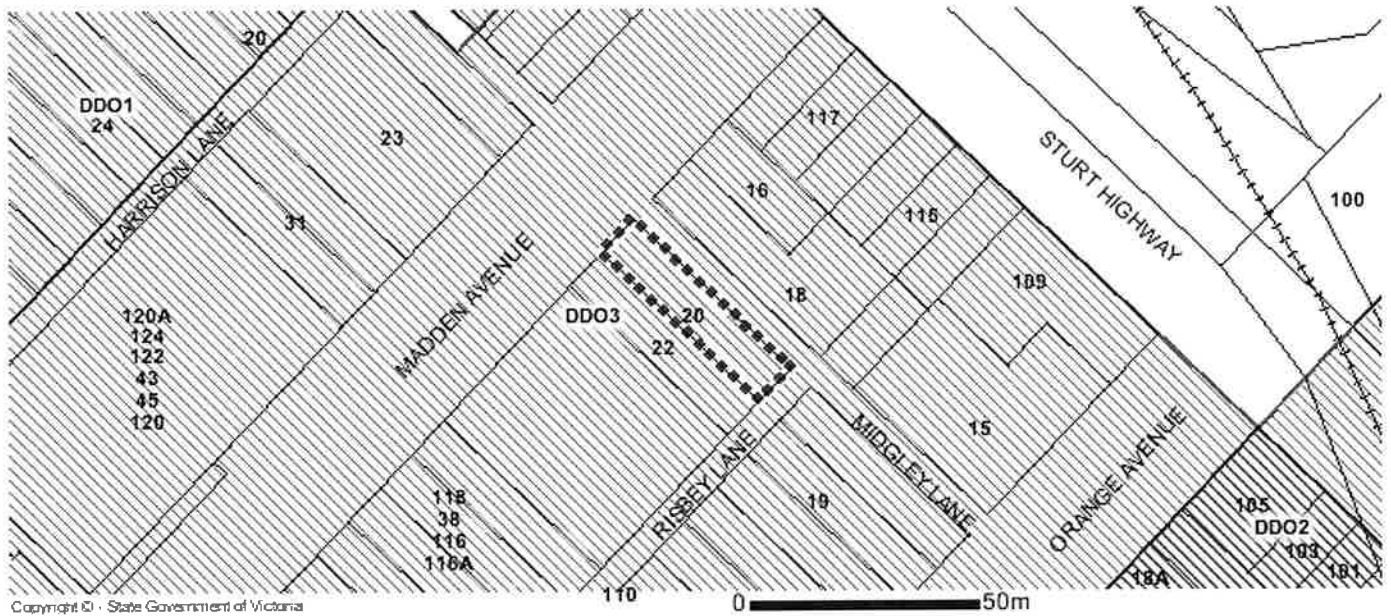 20
DDO1
24
HARRISON LANE
23
31
117
16
STURT HIGHWAY
100
115
109
18
MADDEN AVENUE
DDO3
20
22
120A
124
122
43
45
120
MIDGLEY LANE
15
ORANGE AVENUE
RISBEY LANE
19
118
38
116
116A
105
DDO2
103
101
18A
110
0 50m
Copyright © - State Government of Victoria